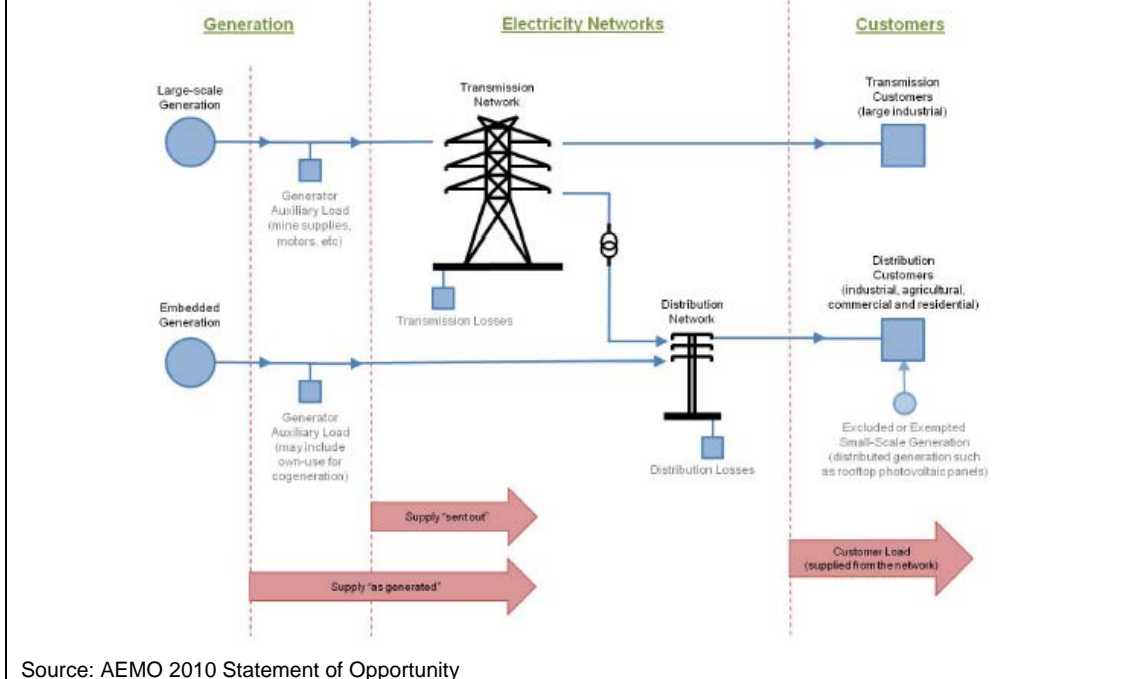 Generation
Electricity Networks
Customers
Large-scale
Generation
Transmission
Network
Transmission
Customers
(large industrial)
Generator
Auxiliary Load
(mine supplies,
motors, etc)
Transmission Losses
Distribution
Customers
(industrial, agricultural,
commercial and residential)
Embedded
Generation
Distribution
Network
Generator
Auxiliary Load
(may include
own-use for
cogeneration)
Distribution Losses
Excluded or Exempted
Small-Scale Generation
(distributed generation such
as rooftop photovoltaic panels)
Supply "sent out"
Customer Load
(supplied from the network)
Supply "as generated"
Source: AEMO 2010 Statement of Opportunity